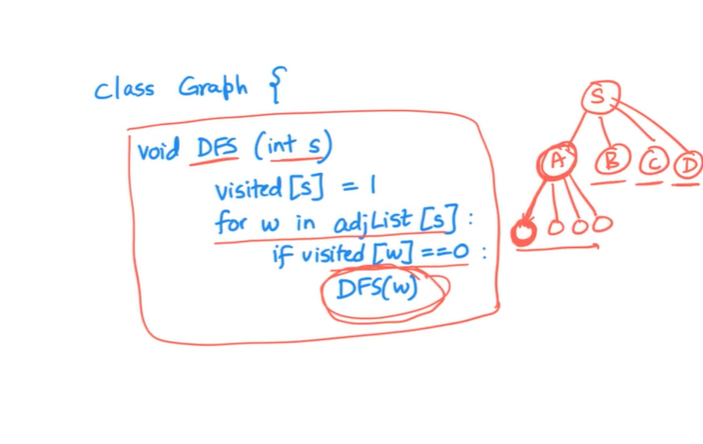 class Graph {
void DFS (int s)
visited [s] = 1
for w in adjList [s] :
if visited [w] ==0 :
DFS(w)
S
A B C D